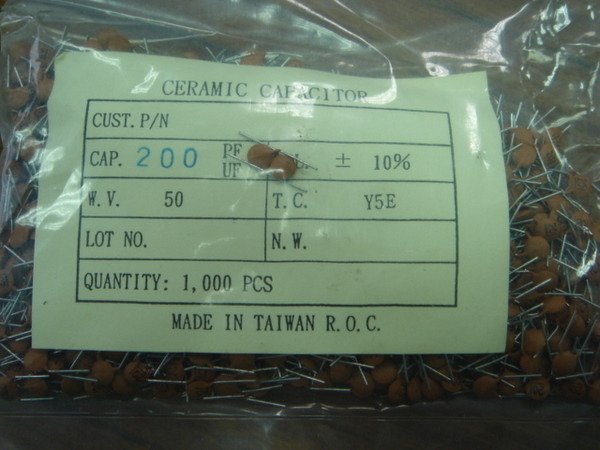 CERAMIC CAPACITOR
CUST. P/N
CAP. 200 PF UF ± 10%
W.V. 50 T.C. Y5E
LOT NO. N.W.
QUANTITY: 1,000 PCS
MADE IN TAIWAN R.O.C.